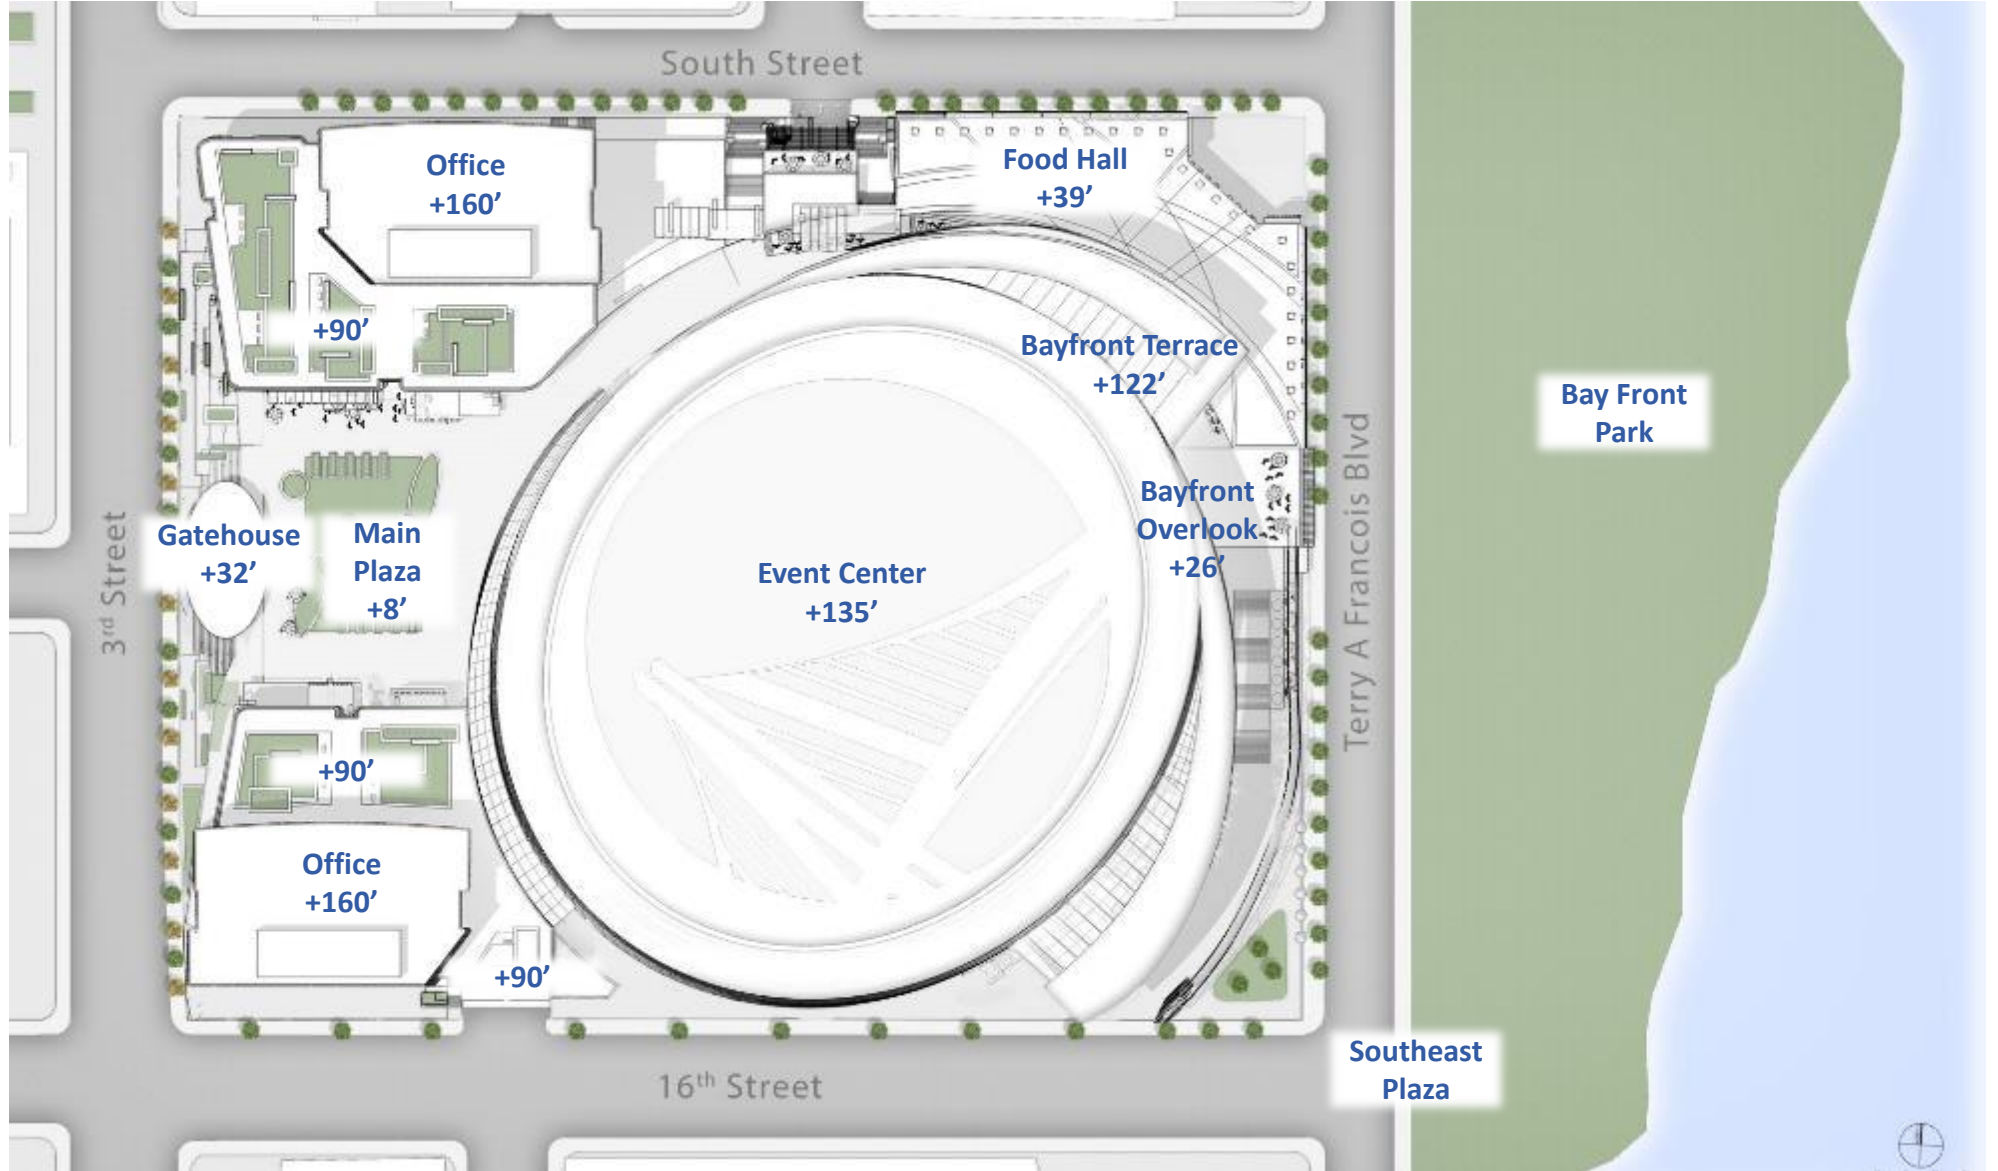 South Street
Office
+160’
Food Hall
+39’
+90’
Bayfront Terrace
+122’
Bay Front
Park
Bayfront
Overlook
+26’
Gatehouse
+32’
Main
Plaza
+8’
Event Center
+135’
3rd Street
Terry A Francois Blvd
+90’
Office
+160’
+90’
Southeast
Plaza
16th Street